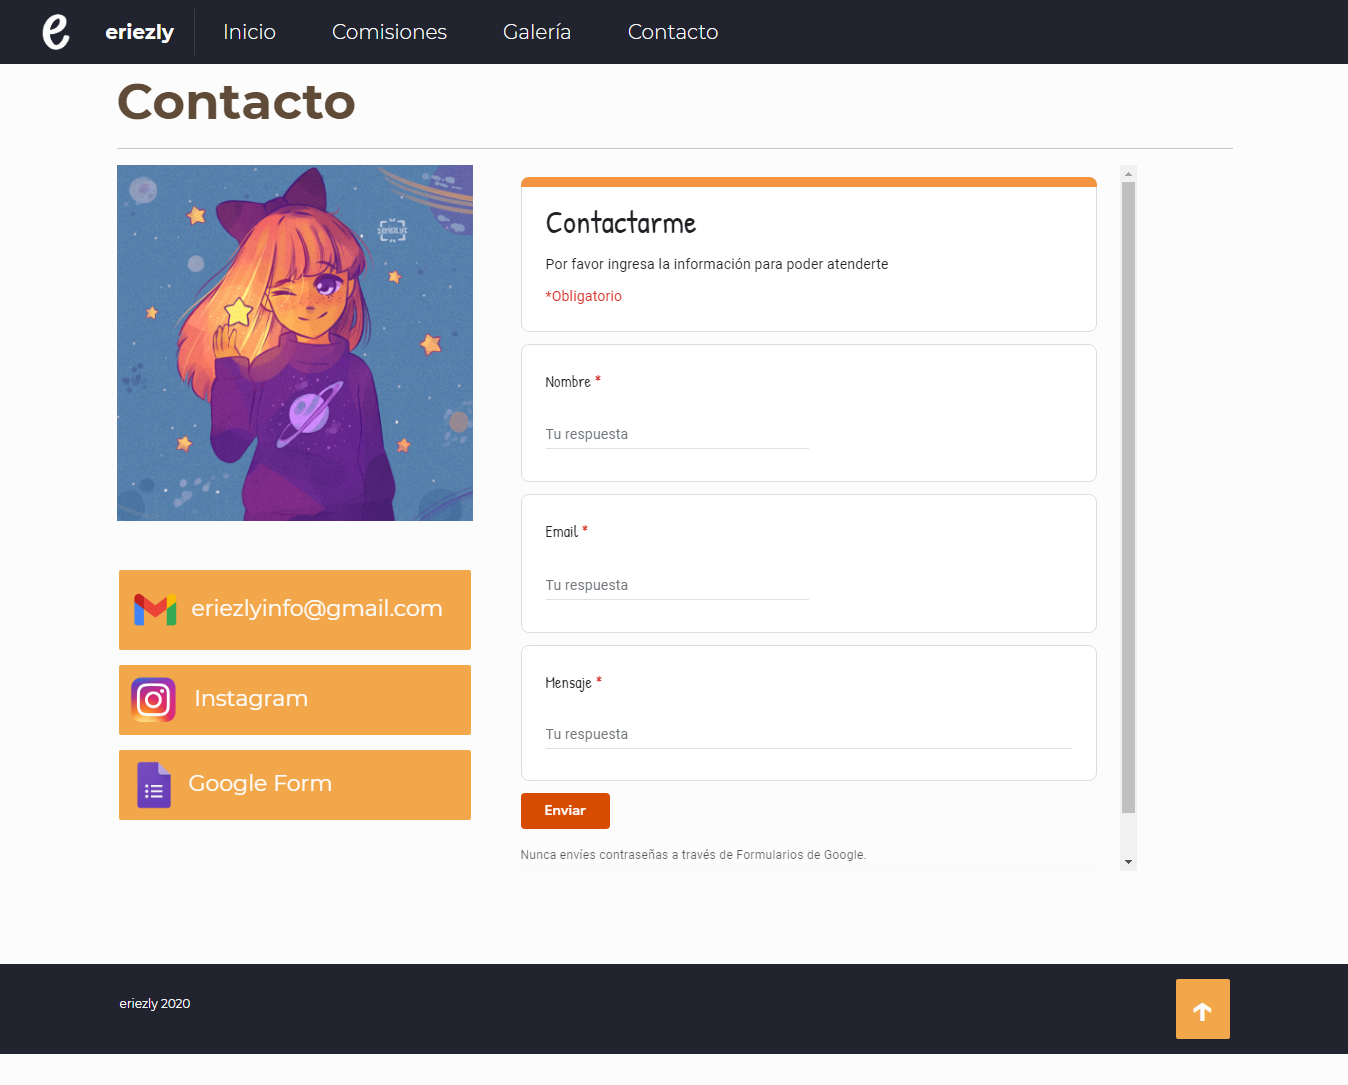 e eriezly Inicio Comisiones Galería Contacto
Contacto
eriezlyinfo@gmail.com
Instagram
Google Form
Contactarme
Por favor ingresa la información para poder atenderte
*Obligatorio
Nombre *
Tu respuesta
Email *
Tu respuesta
Mensaje *
Tu respuesta
Enviar
Nunca envíes contraseñas a través de Formularios de Google.
eriezly 2020